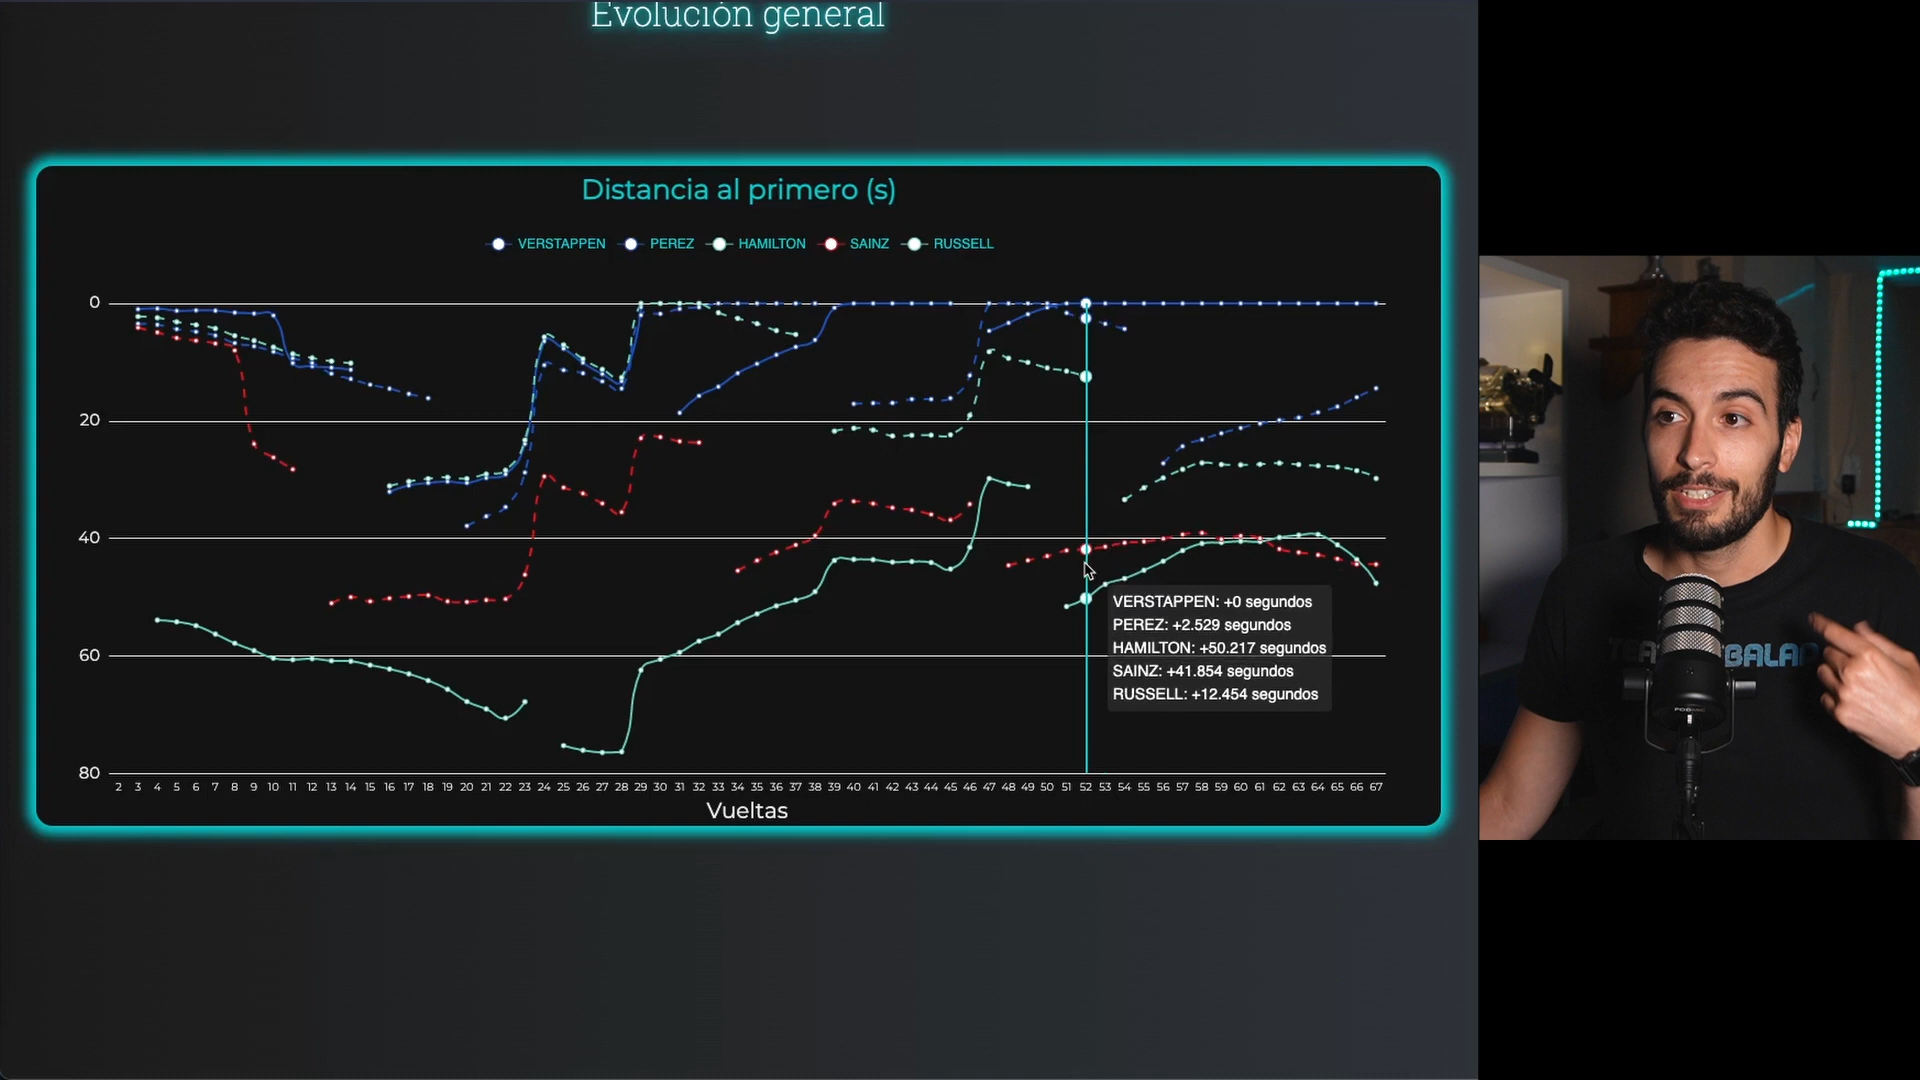 Evolución general
Distancia al primero (s)
VERSTAPPEN PEREZ HAMILTON SAINZ RUSSELL
0
20
40
60
80
2 3 4 5 6 7 8 9 10 11 12 13 14 15 16 17 18 19 20 21 22 23 24 25 26 27 28 29 30 31 32 33 34 35 36 37 38 39 40 41 42 43 44 45 46 47 48 49 50 51 52 53 54 55 56 57 58 59 60 61 62 63 64 65 66 67
Vueltas
VERSTAPPEN: +0 segundos
PEREZ: +2.529 segundos
HAMILTON: +50.217 segundos
SAINZ: +41.854 segundos
RUSSELL: +12.454 segundos